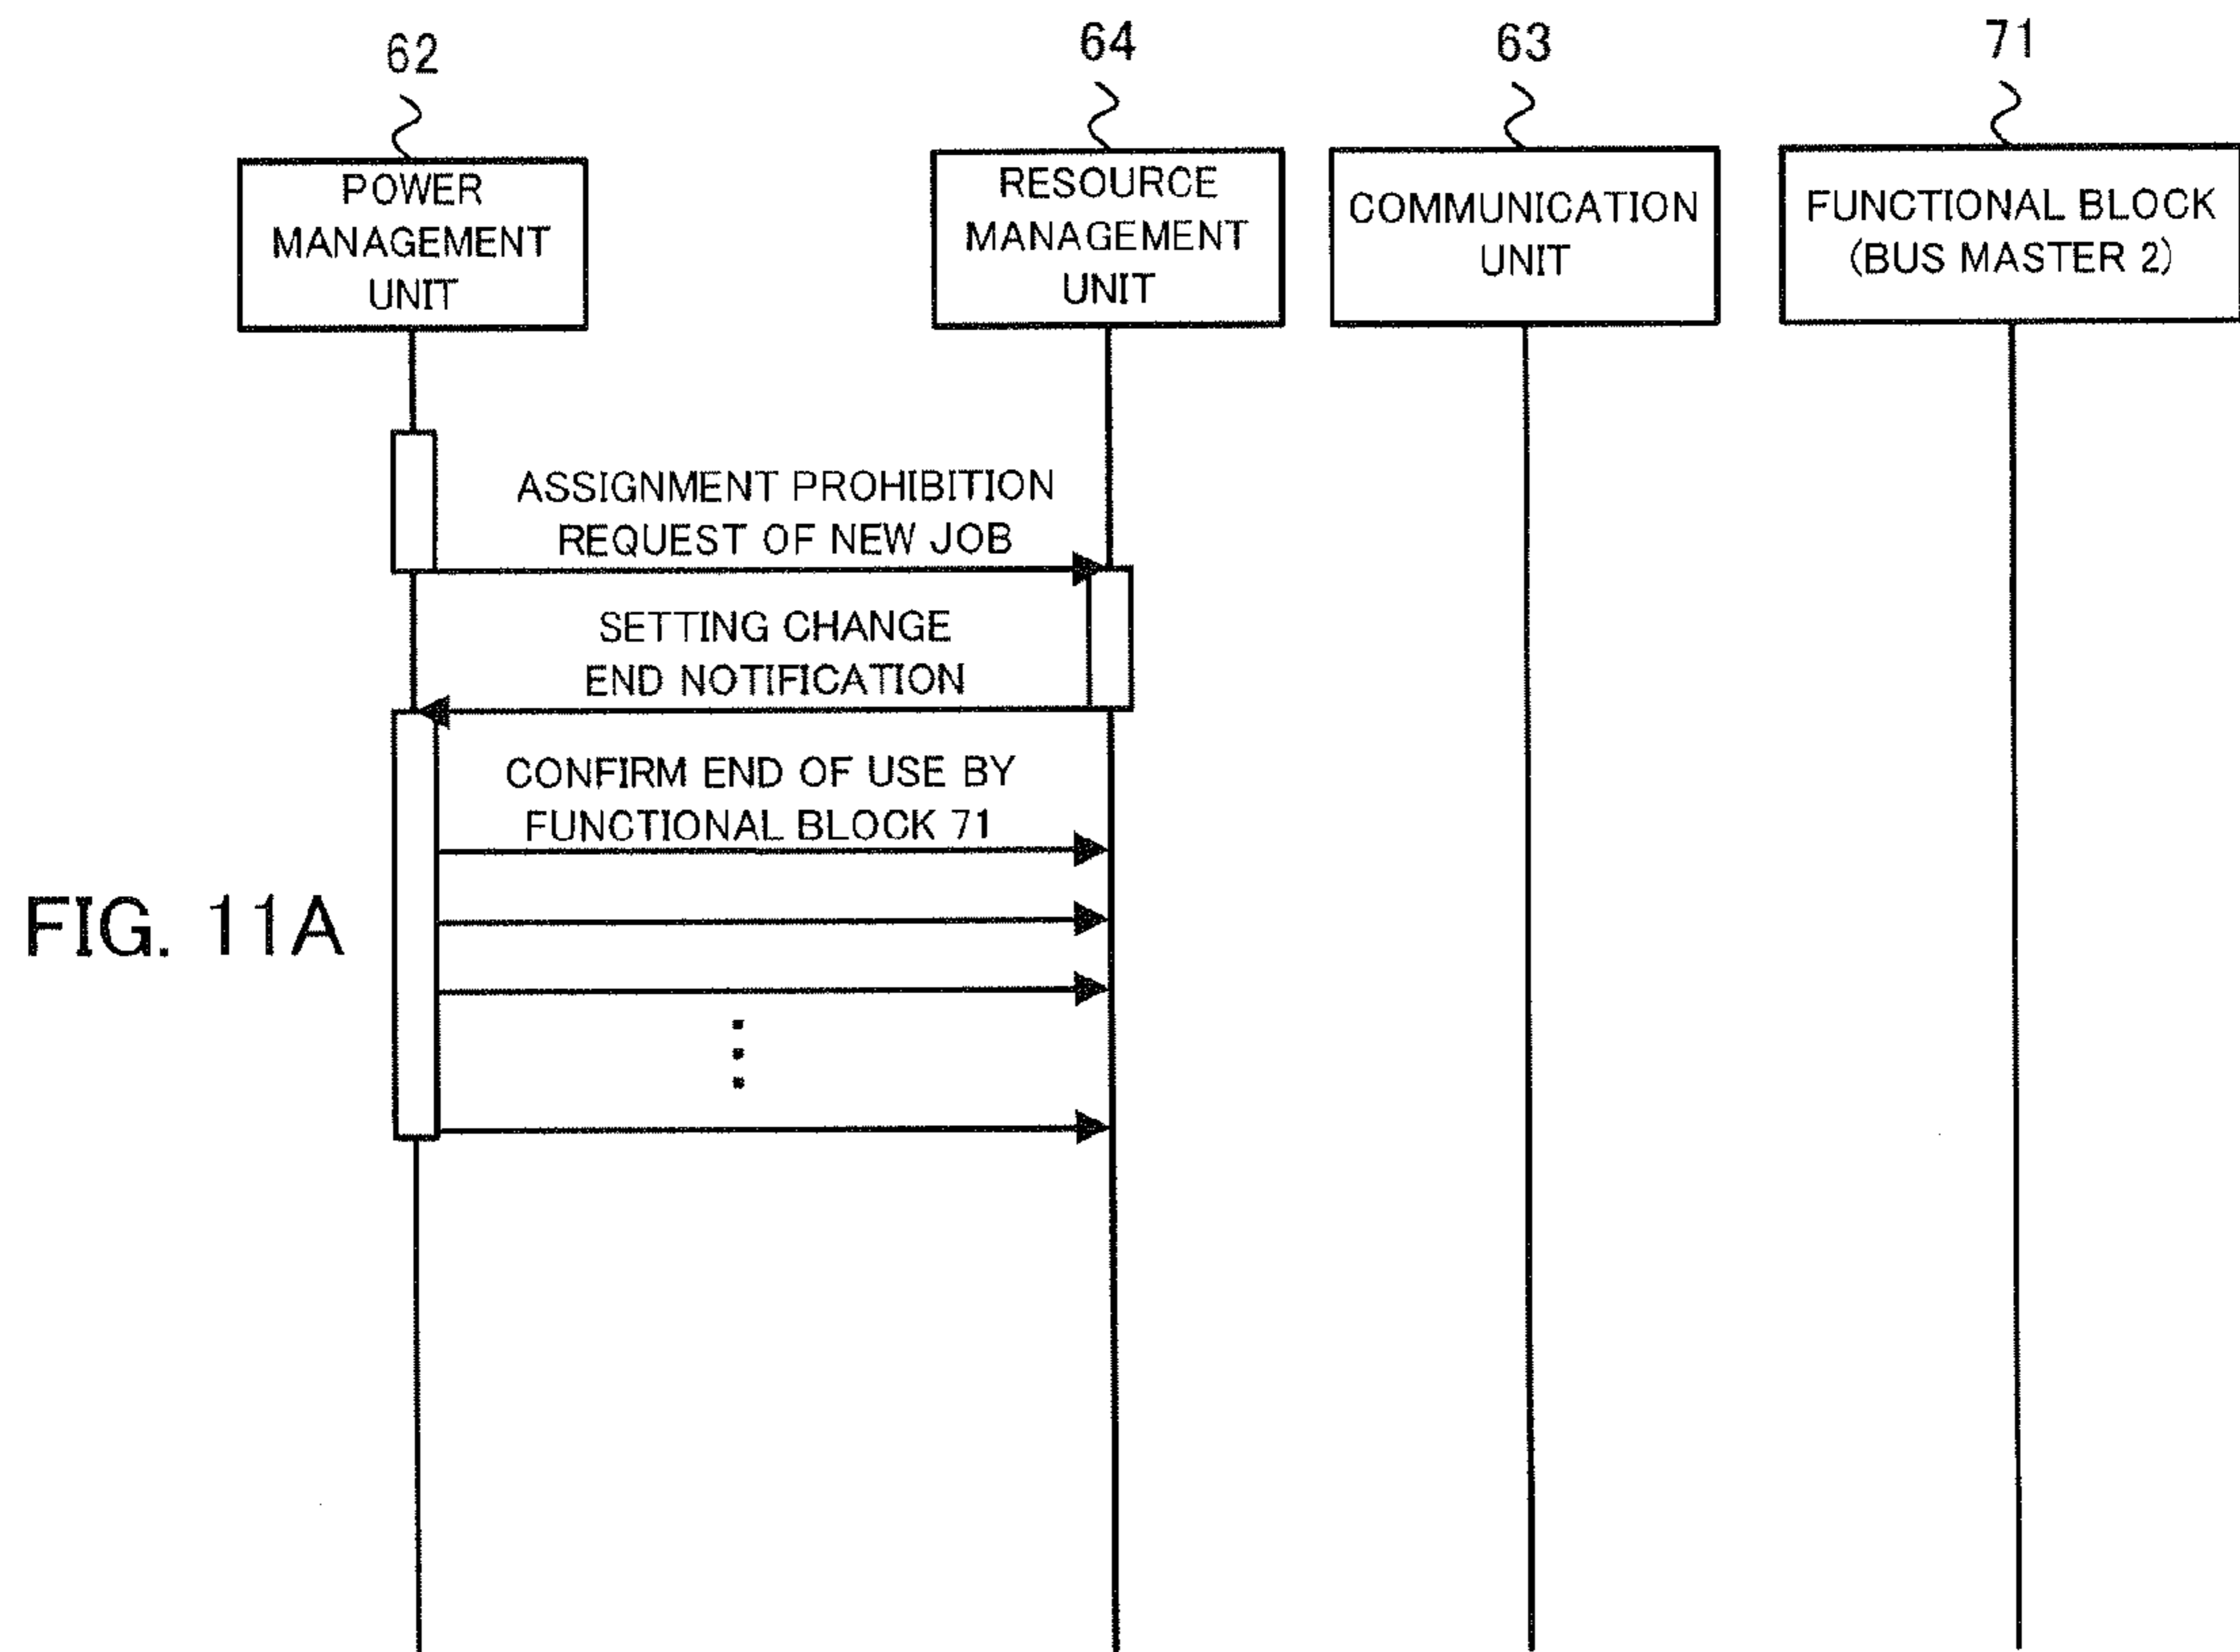 62
64
63
71
POWER
MANAGEMENT
UNIT
RESOURCE
MANAGEMENT
UNIT
COMMUNICATION
UNIT
FUNCTIONAL BLOCK
(BUS MASTER 2)
ASSIGNMENT PROHIBITION
REQUEST OF NEW JOB
SETTING CHANGE
END NOTIFICATION
CONFIRM END OF USE BY
FUNCTIONAL BLOCK 71
FIG. 11A